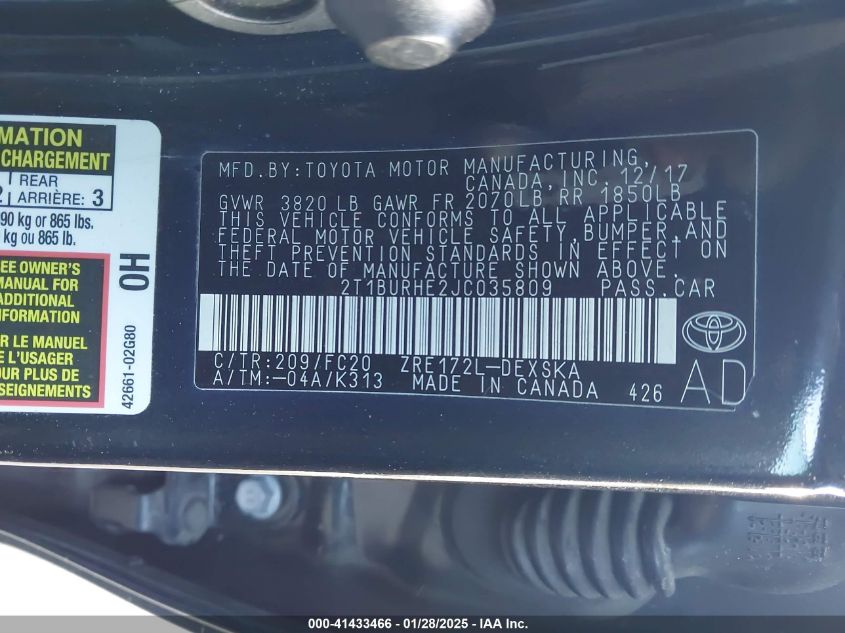 MATION
CHARGEMENT
REAR
ARRIÈRE: 3
90 kg or 865 lbs.
kg ou 865 lb.
EE OWNER'S
MANUAL FOR
ADDITIONAL
INFORMATION
R LE MANUEL
L'USAGER
OUR PLUS DE
SEIGNEMENTS
OH
42661-02G80
MFD.BY:TOYOTA MOTOR MANUFACTURING,
CANADA, INC. 12/17
GVWR 3820 LB GAWR FR 2070LB RR 1850LB
THIS VEHICLE CONFORMS TO ALL APPLICABLE
FEDERAL MOTOR VEHICLE SAFETY, BUMPER, AND
THEFT PREVENTION STANDARDS IN EFFECT ON
THE DATE OF MANUFACTURE SHOWN ABOVE.
2T1BURHE2JC035809 PASS.CAR
C/TR:209/FC20 ZRE172L-DEXSKA
A/TM:-04A/K313 MADE IN CANADA 426
AD
000-41433466 - 01/28/2025 - IAA Inc.